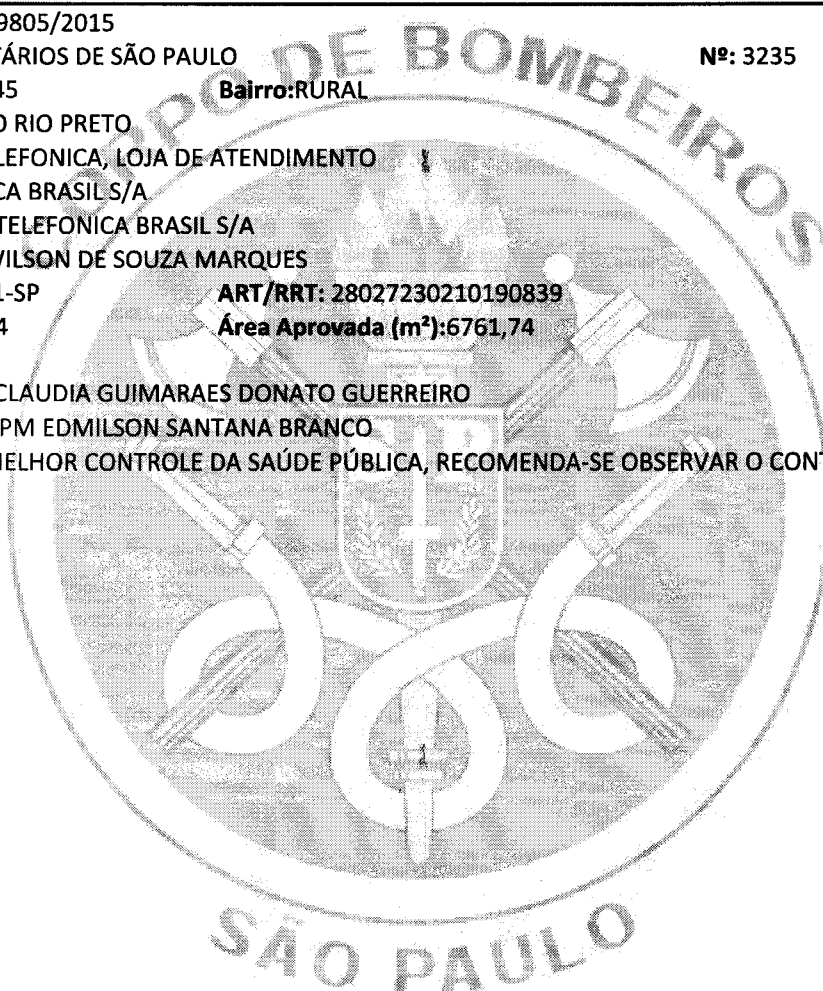 9805/2015
TÁRIOS DE SÃO PAULO Nº: 3235
45 Bairro:RURAL
O RIO PRETO
LEFONICA, LOJA DE ATENDIMENTO
CA BRASIL S/A
TELEFONICA BRASIL S/A
VILSON DE SOUZA MARQUES
1-SP ART/RRT: 28027230210190839
4 Área Aprovada (m²):6761,74
CLAUDIA GUIMARAES DONATO GUERREIRO
PM EDMILSON SANTANA BRANCO
MELHOR CONTROLE DA SAÚDE PÚBLICA, RECOMENDA-SE OBSERVAR O CONT
CORPO DE BOMBEIROS
SÃO PAULO